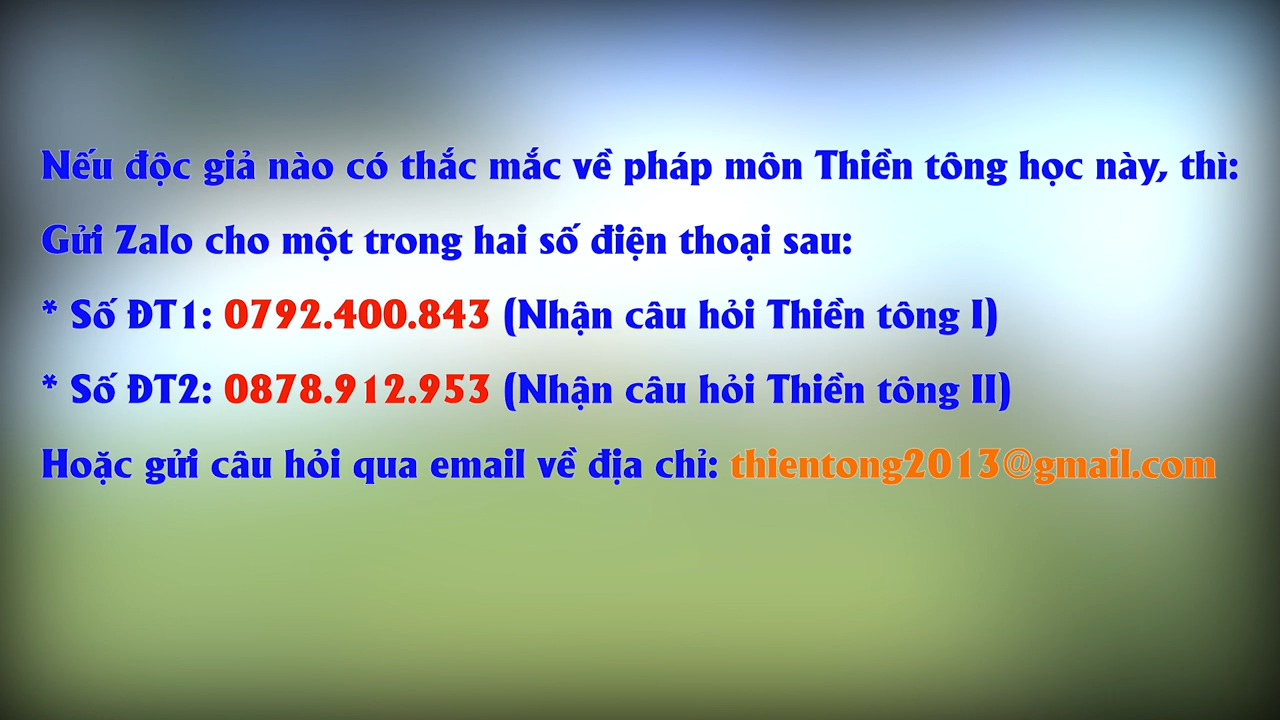 Nếu độc giả nào có thắc mắc về pháp môn Thiền tông học này, thì:
Gửi Zalo cho một trong hai số điện thoại sau:
* Số ĐT1: 0792.400.843 (Nhận câu hỏi Thiền tông I)
* Số ĐT2: 0878.912.953 (Nhận câu hỏi Thiền tông II)
Hoặc gửi câu hỏi qua email về địa chỉ: thientong2013@gmail.com